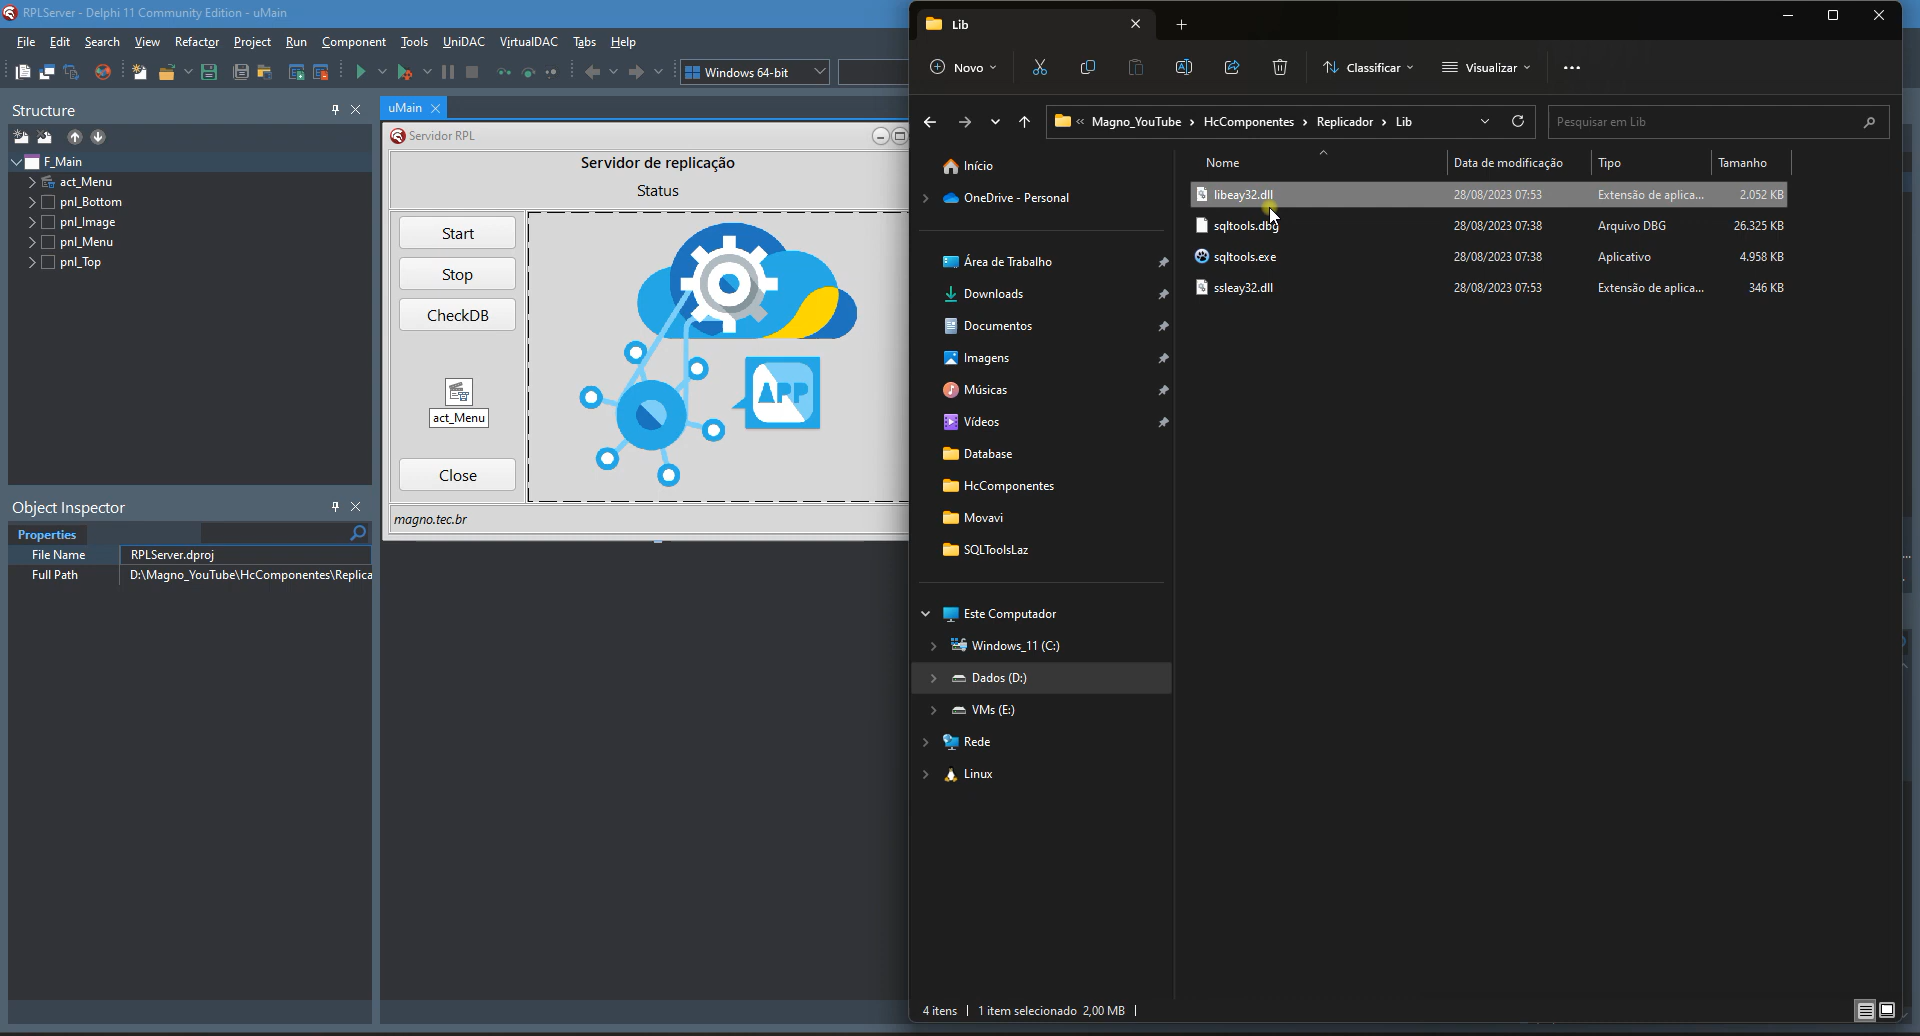 RPLServer - Delphi 11 Community Edition - uMain
File Edit Search View Refactor Project Run Component Tools UniDAC VirtualDAC Tabs Help
Windows 64-bit
Structure
F_Main
act_Menu
pnl_Bottom
pnl_Image
pnl_Menu
pnl_Top
Object Inspector
Properties
File Name RPLServer.dproj
Full Path D:\Magno_YouTube\HcComponentes\Replica
uMain
Servidor RPL
Servidor de replicação
Status
Start
Stop
CheckDB
act_Menu
Close
APP
magno.tec.br
Lib
Novo
Classificar
Visualizar
« Magno_YouTube › HcComponentes › Replicador › Lib
Pesquisar em Lib
Início
OneDrive - Personal
Área de Trabalho
Downloads
Documentos
Imagens
Músicas
Vídeos
Database
HcComponentes
Movavi
SQLToolsLaz
Este Computador
Windows_11 (C:)
Dados (D:)
VMs (E:)
Rede
Linux
Nome Data de modificação Tipo Tamanho
libeay32.dll 28/08/2023 07:53 Extensão de aplica... 2.052 KB
sqltools.dbg 28/08/2023 07:38 Arquivo DBG 26.325 KB
sqltools.exe 28/08/2023 07:38 Aplicativo 4.958 KB
ssleay32.dll 28/08/2023 07:53 Extensão de aplica... 346 KB
4 itens 1 item selecionado 2,00 MB